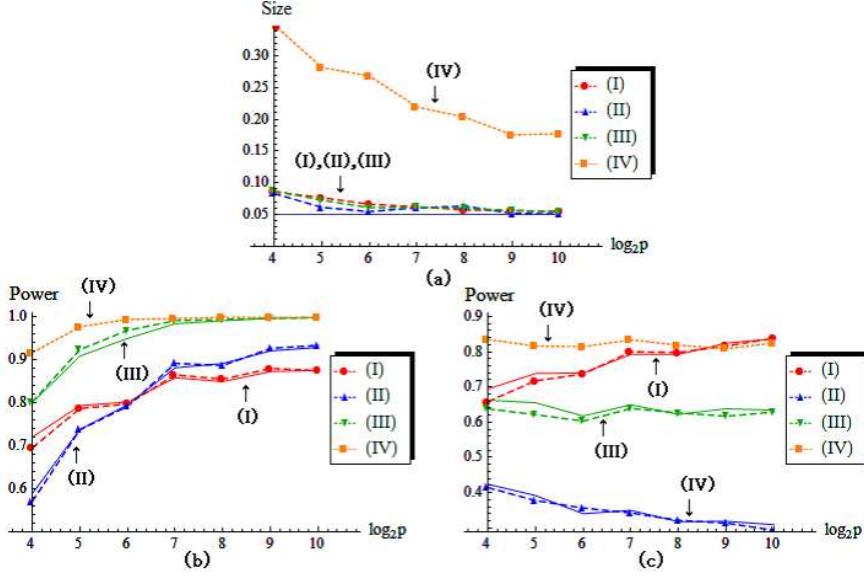 Size
0.30
0.25
0.20
0.15
0.10
0.05
(IV)
(I),(II),(III)
4 5 6 7 8 9 10 log₂p
(I)
(II)
(III)
(IV)
(a)
Power
1.0
0.9
0.8
0.7
0.6
(IV)
(III)
(I)
(II)
4 5 6 7 8 9 10 log₂p
(I)
(II)
(III)
(IV)
(b)
Power
0.9
0.8
0.7
0.6
0.5
0.4
(IV)
(I)
(III)
(IV)
4 5 6 7 8 9 10 log₂p
(I)
(II)
(III)
(IV)
(c)